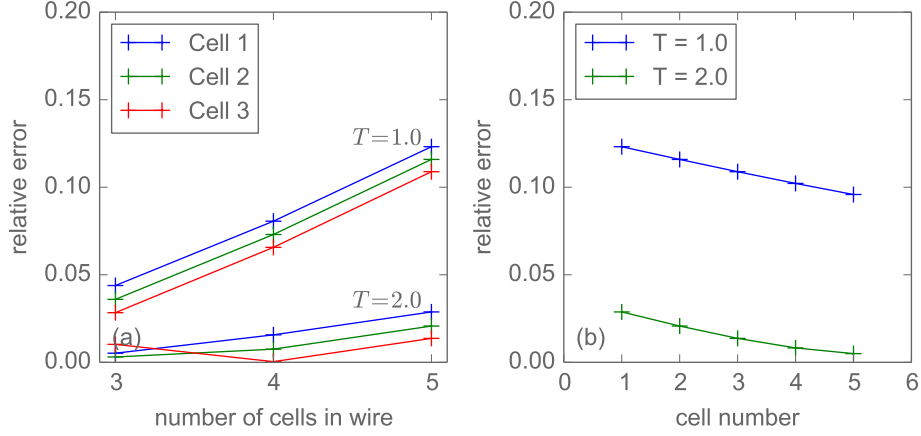 0.20
0.15
0.10
0.05
0.00
relative error
Cell 1
Cell 2
Cell 3
T=1.0
T=2.0
(a)
3 4 5
number of cells in wire
0.20
0.15
0.10
0.05
0.00
relative error
T = 1.0
T = 2.0
(b)
0 1 2 3 4 5 6
cell number